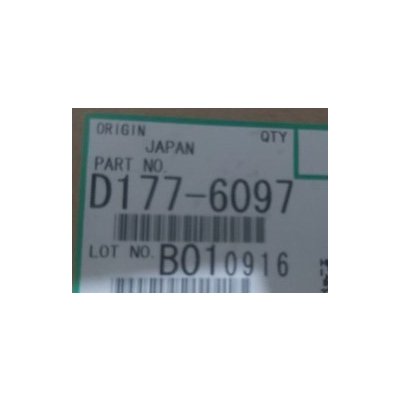 ORIGIN QTY
JAPAN
PART NO.
D177-6097
LOT NO. B010916